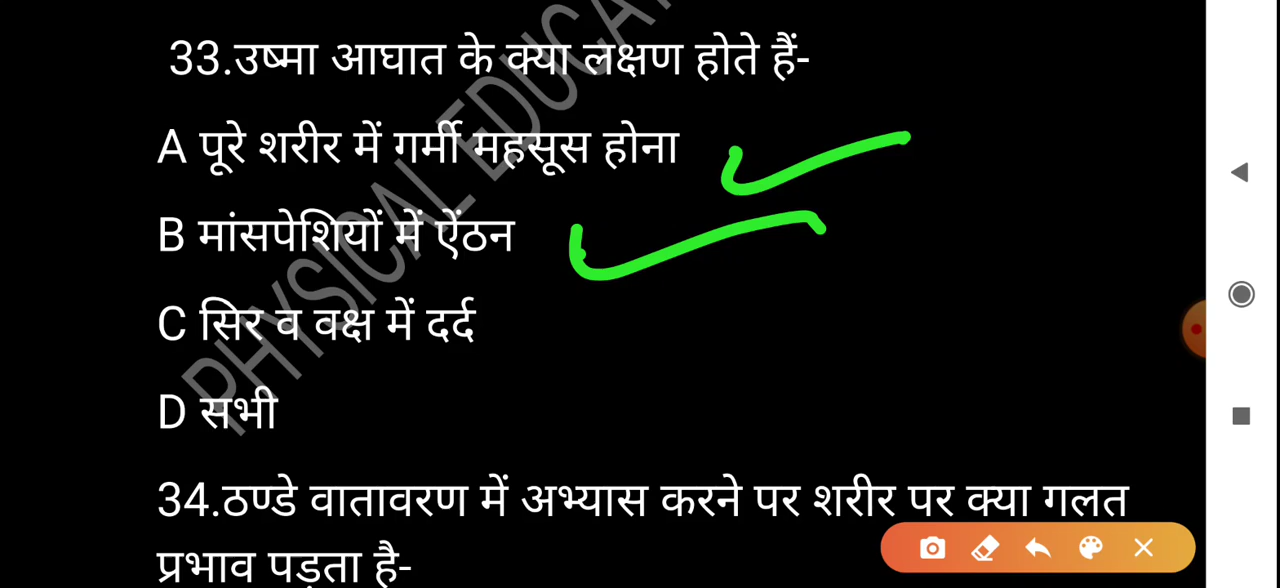 33.उष्मा आघात के क्या लक्षण होते हैं-
A पूरे शरीर में गर्मी महसूस होना
B मांसपेशियों में ऐंठन
C सिर व वक्ष में दर्द
D सभी
34.ठण्डे वातावरण में अभ्यास करने पर शरीर पर क्या गलत
प्रभाव पड़ता है-
PHYSICAL EDUCA